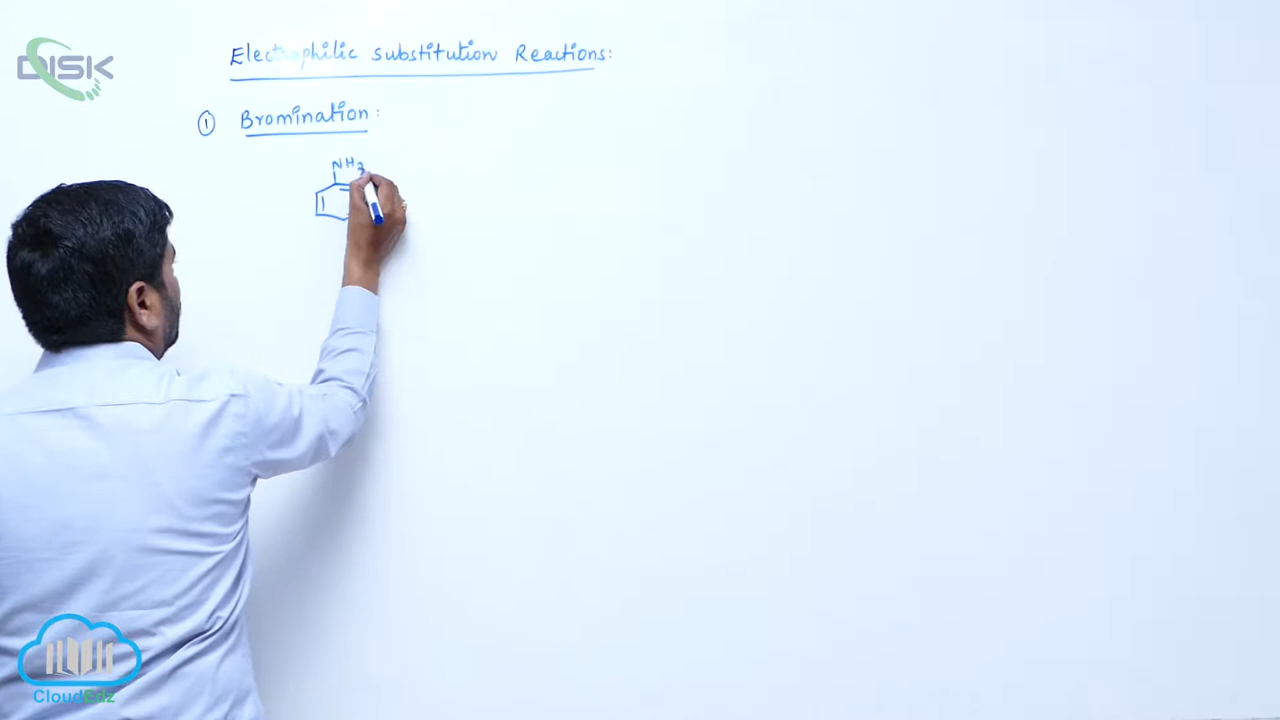 DISK
Electrophilic substitution Reactions:
① Bromination:
NH2
CloudEdz